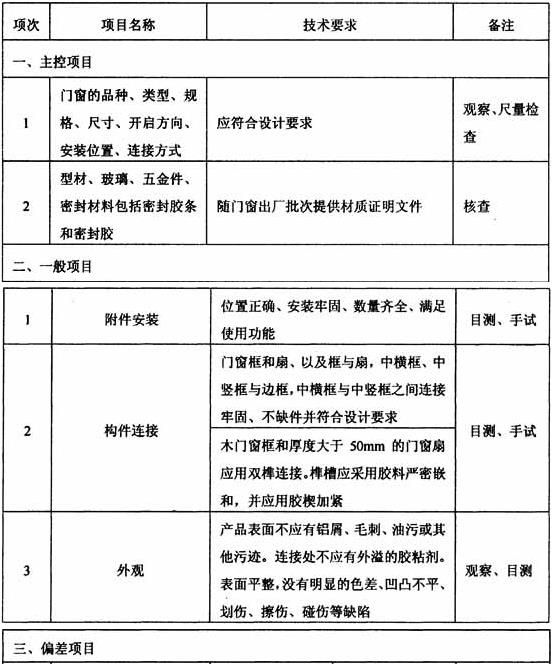 项次 项目名称 技术要求 备注
一、主控项目
1
门窗的品种、类型、规
格、尺寸、开启方向、
安装位置、连接方式
应符合设计要求
观察、尺量检
查
2
型材、玻璃、五金件、
密封材料包括密封胶条
和密封胶
随门窗出厂批次提供材质证明文件
核查
二、一般项目
1
附件安装
位置正确、安装牢固、数量齐全、满足
使用功能
目测、手试
2
构件连接
门窗框和扇、以及框与扇，中横框、中
竖框与边框，中横框与中竖框之间连接
牢固、不缺件并符合设计要求
木门窗框和厚度大于 50mm 的门窗扇
应用双榫连接。榫槽应采用胶料严密嵌
和，并应用胶楔加紧
目测、手试
3
外观
产品表面不应有铝屑、毛刺、油污或其
他污迹。连接处不应有外溢的胶粘剂。
表面平整，没有明显的色差、凹凸不平、
划伤、擦伤、碰伤等缺陷
观察、目测
三、偏差项目